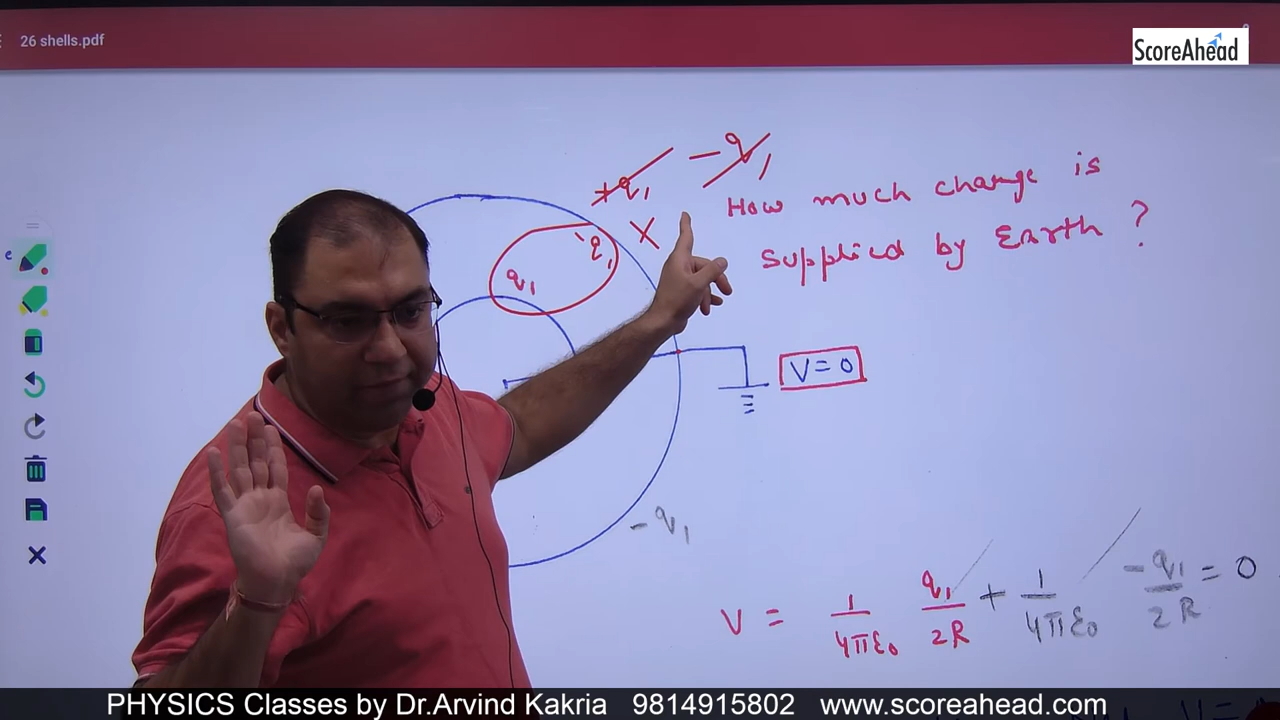 26 shells.pdf
ScoreAhead
+q₁ -q₁
How much charge is
supplied by Earth ?
X
-q₁
q₁
V = 0
-q₁
V = 1/4πε₀ q₁/2R + 1/4πε₀ -q₁/2R = 0
PHYSICS Classes by Dr.Arvind Kakria 9814915802 www.scoreahead.com